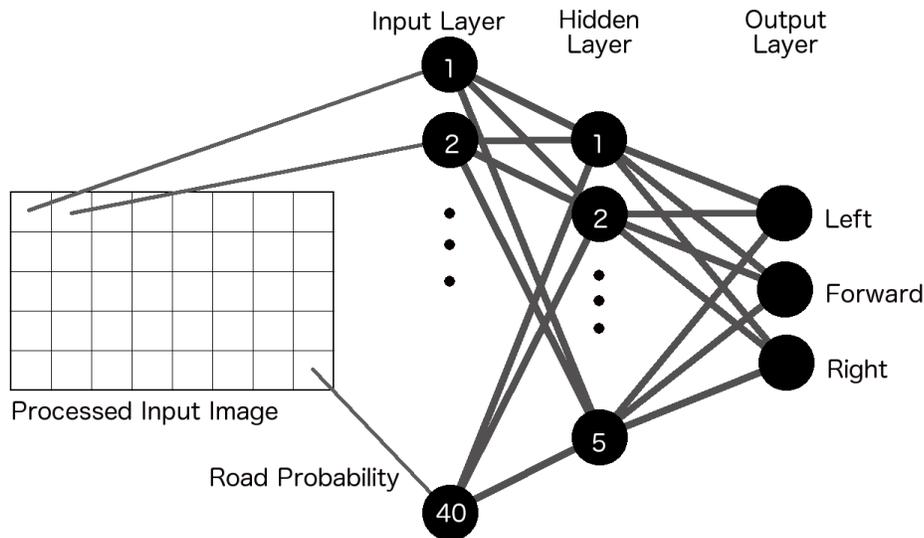 Input Layer
Hidden
Layer
Output
Layer
1
2
40
1
2
5
Left
Forward
Right
Processed Input Image
Road Probability